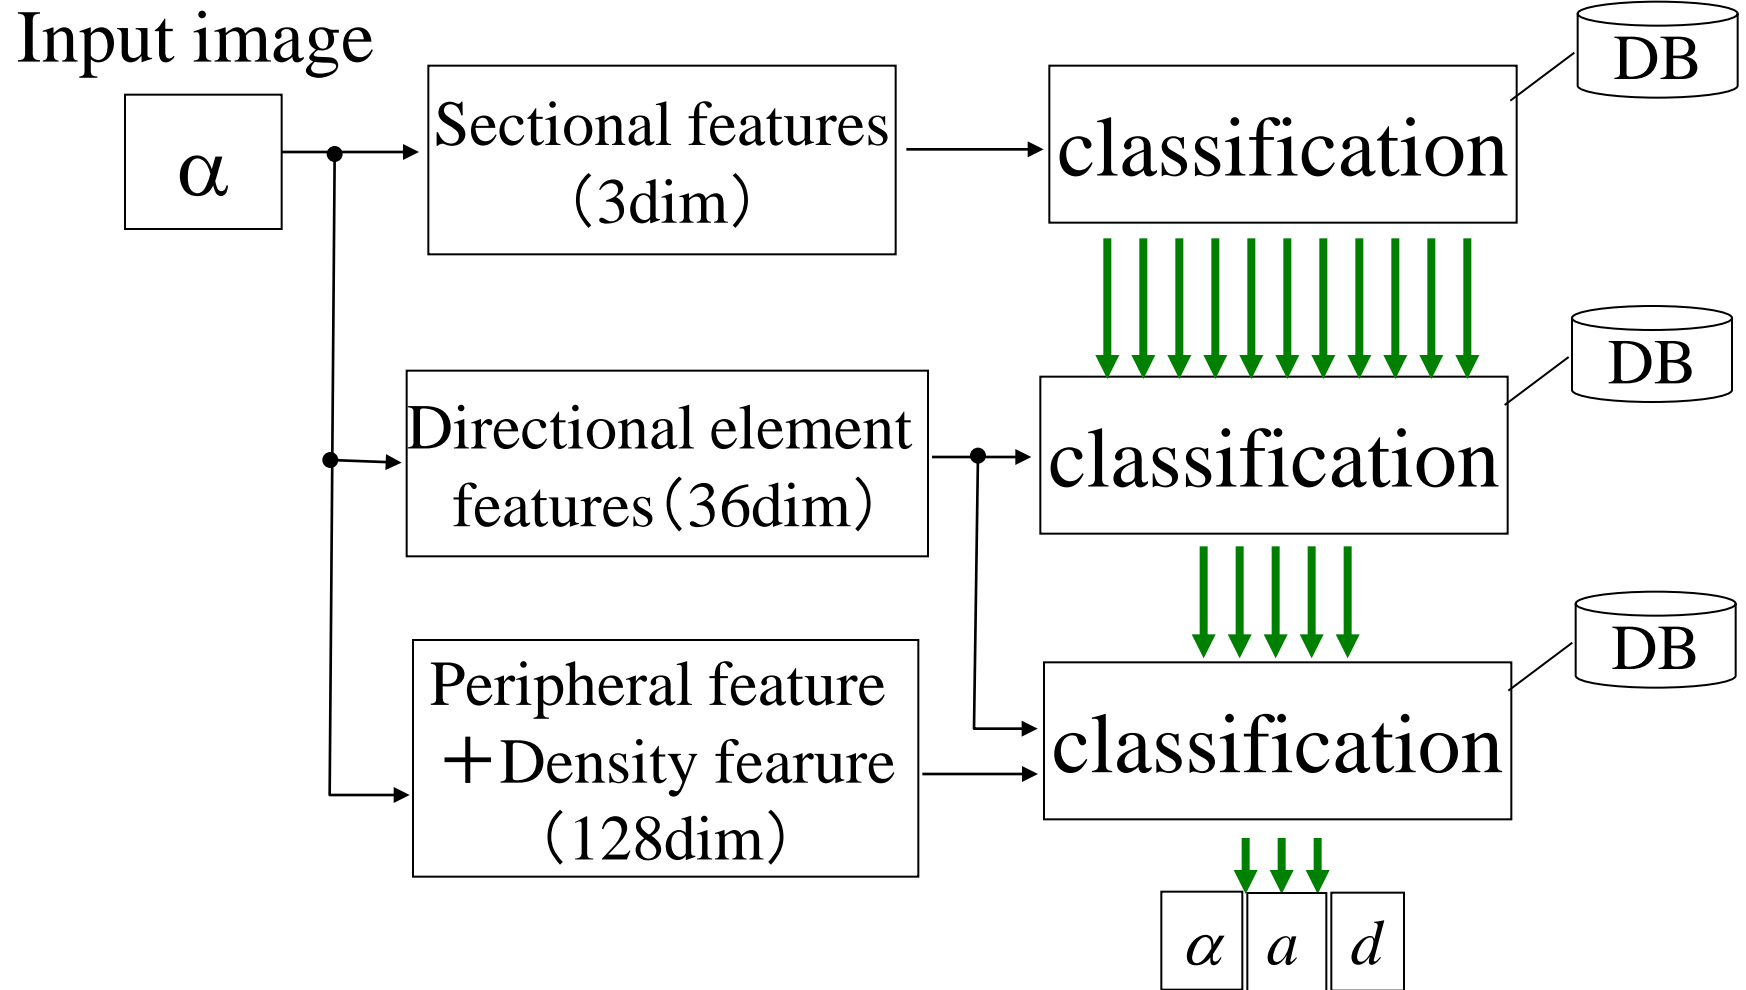 Input image
α
Sectional features
（3dim）
classification
DB
Directional element
features（36dim）
classification
DB
Peripheral feature
＋Density fearure
（128dim）
classification
DB
α a d